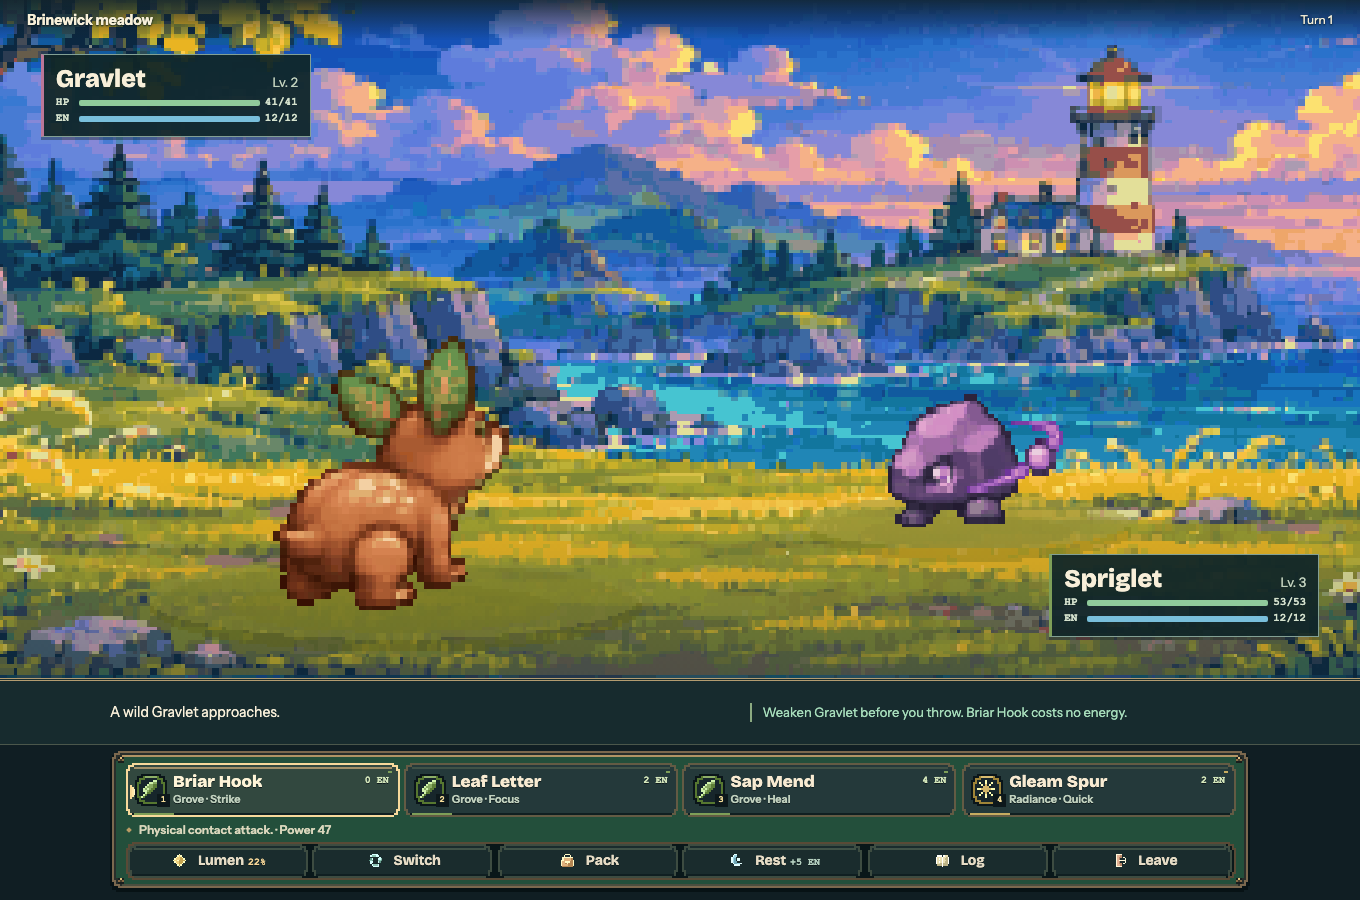 Brinewick meadow
Turn 1
Gravlet Lv. 2
HP 41/41
EN 12/12
Spriglet Lv. 3
HP 53/53
EN 12/12
A wild Gravlet approaches.
Weaken Gravlet before you throw. Briar Hook costs no energy.
1 Briar Hook 0 EN
Grove · Strike
2 Leaf Letter 2 EN
Grove · Focus
3 Sap Mend 4 EN
Grove · Heal
4 Gleam Spur 2 EN
Radiance · Quick
Physical contact attack. · Power 47
Lumen 22%
Switch
Pack
Rest +5 EN
Log
Leave